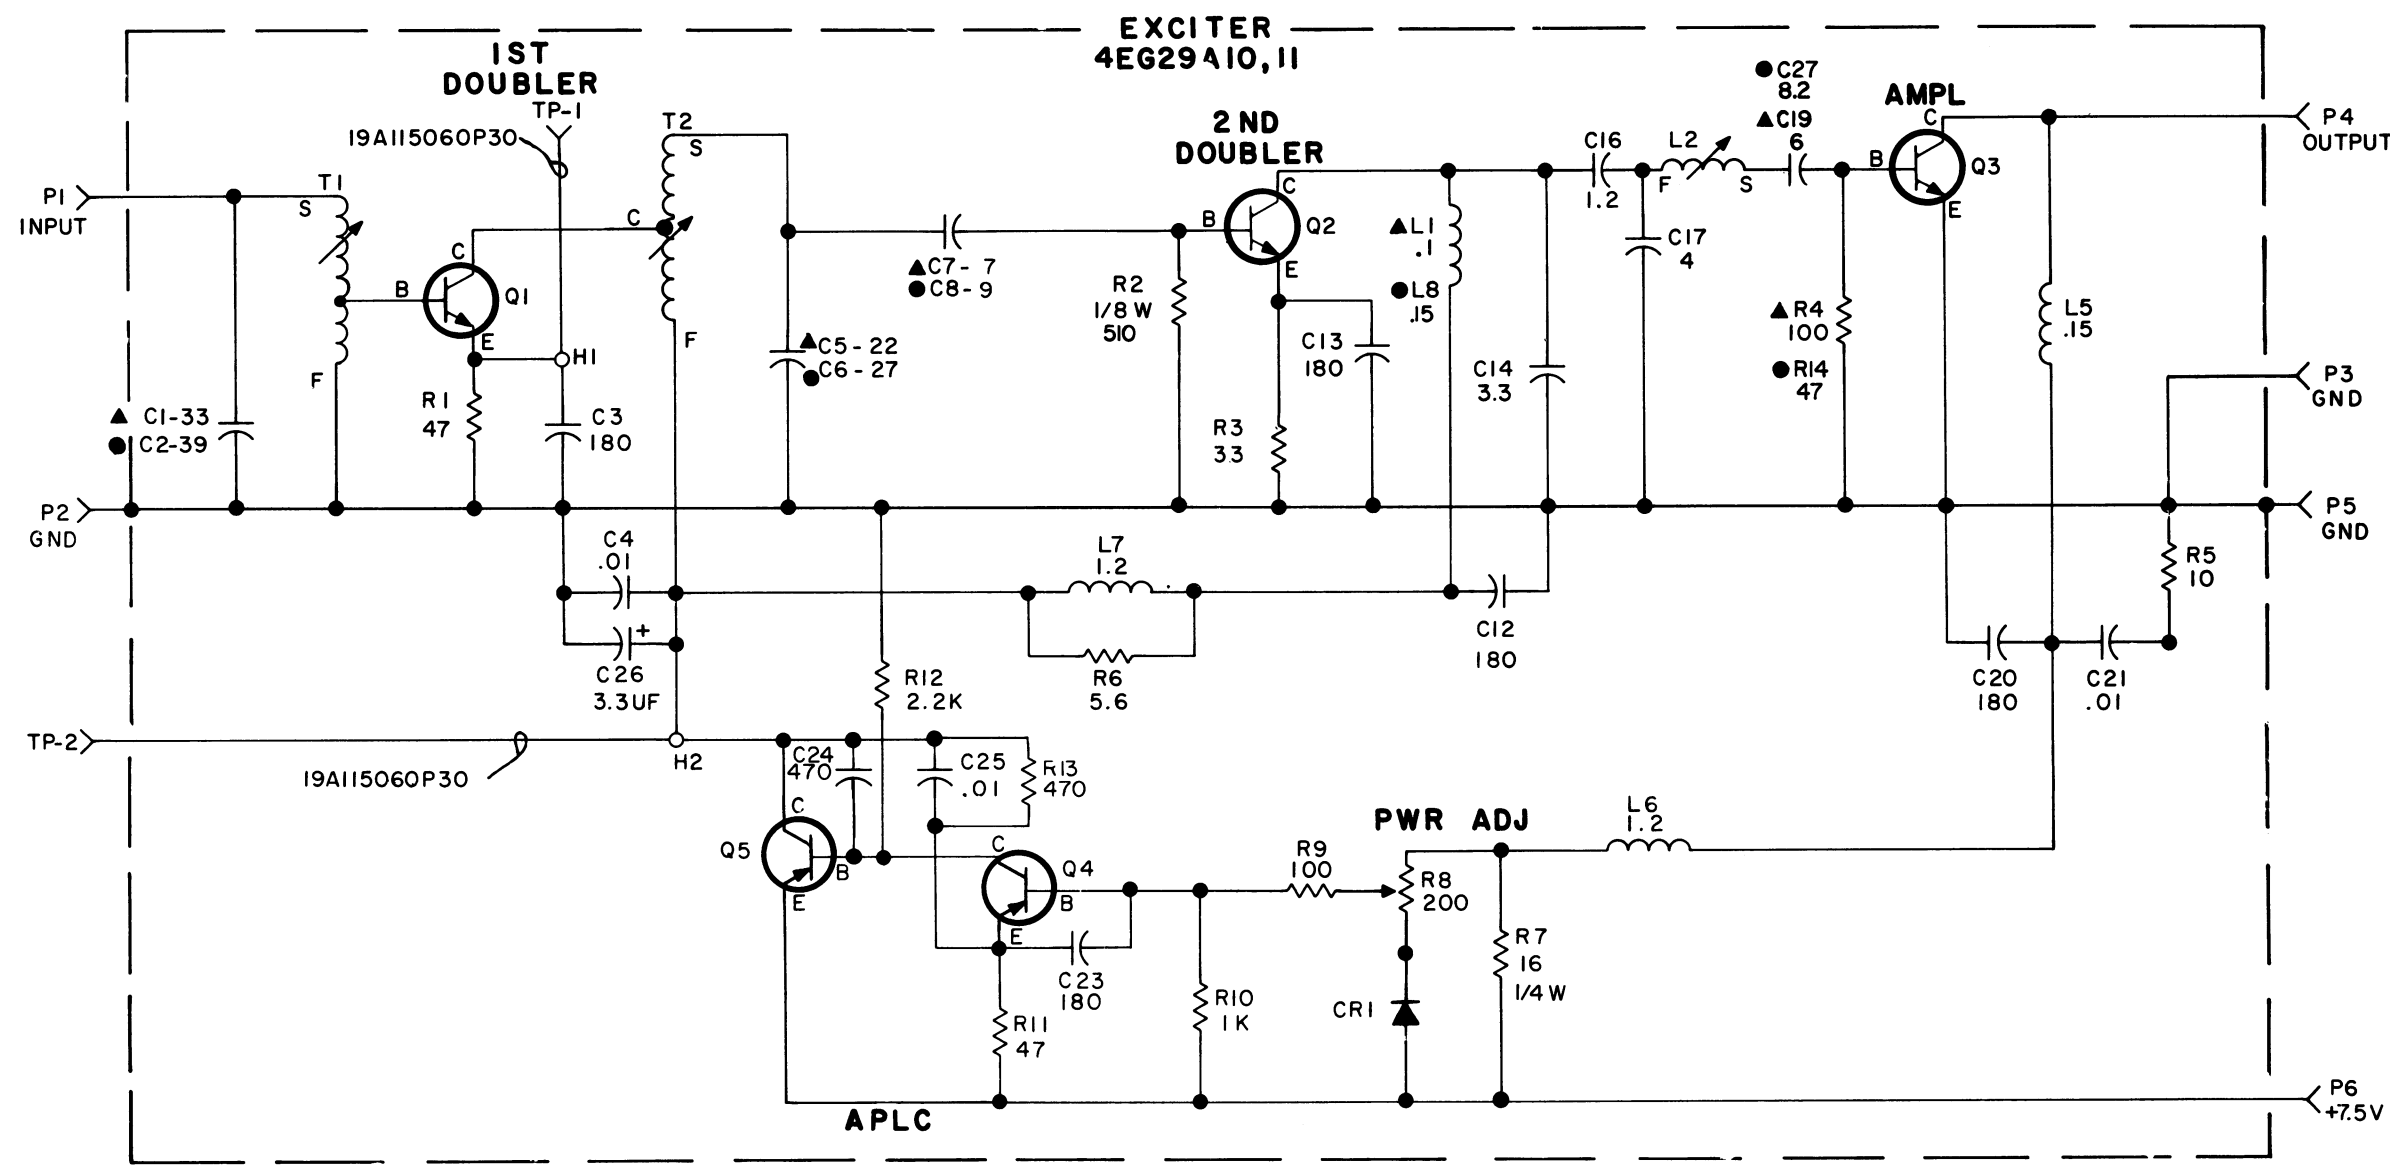 EXCITER
4EG29A10,11
1ST
DOUBLER
TP-1
19A115060P30
T2
S
C
F
P1
INPUT
T1
S
F
C
B
Q1
E
H1
R1
47
C3
180
▲ C1-33
● C2-39
P2
GND
▲C5-22
●C6-27
▲C7-7
●C8-9
2ND
DOUBLER
C
B
Q2
E
R2
1/8W
510
R3
3.3
C13
180
▲L1
.1
●L8
.15
C14
3.3
C16
1.2
L2
F
S
C17
4
●C27
8.2
▲C19
6
AMPL
C
B
Q3
E
▲R4
100
●R14
47
L5
.15
P4
OUTPUT
P3
GND
P5
GND
R5
10
C4
.01
C26
+
3.3UF
L7
1.2
R6
5.6
C12
180
C20
180
C21
.01
R12
2.2K
TP-2
19A115060P30
H2
C24
470
C25
.01
R13
470
C
Q5
B
E
C
Q4
B
E
C23
180
R11
47
R10
1K
R9
100
PWR ADJ
R8
200
L6
1.2
R7
16
1/4W
CR1
APLC
P6
+7.5V